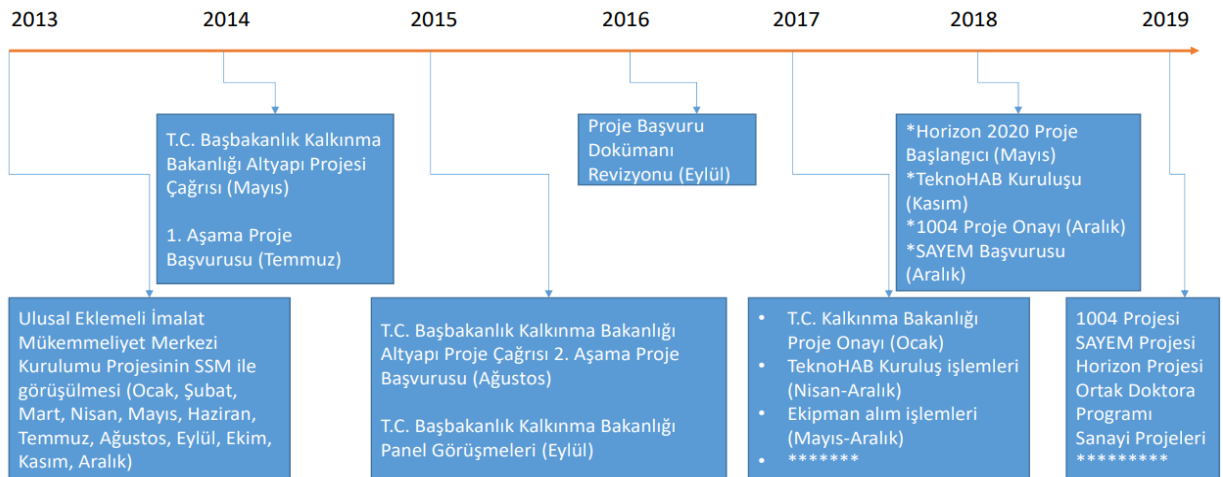 2013 2014 2015 2016 2017 2018 2019
T.C. Başbakanlık Kalkınma
Bakanlığı Altyapı Projesi
Çağrısı (Mayıs)
1. Aşama Proje
Başvurusu (Temmuz)
Proje Başvuru
Dokümanı
Revizyonu (Eylül)
*Horizon 2020 Proje
Başlangıcı (Mayıs)
*TeknoHAB Kuruluşu
(Kasım)
*1004 Proje Onayı (Aralık)
*SAYEM Başvurusu
(Aralık)
Ulusal Eklemeli İmalat
Mükemmeliyet Merkezi
Kurulumu Projesinin SSM ile
görüşülmesi (Ocak, Şubat,
Mart, Nisan, Mayıs, Haziran,
Temmuz, Ağustos, Eylül, Ekim,
Kasım, Aralık)
T.C. Başbakanlık Kalkınma Bakanlığı
Altyapı Proje Çağrısı 2. Aşama Proje
Başvurusu (Ağustos)
T.C. Başbakanlık Kalkınma Bakanlığı
Panel Görüşmeleri (Eylül)
• T.C. Kalkınma Bakanlığı
Proje Onayı (Ocak)
• TeknoHAB Kuruluş işlemleri
(Nisan-Aralık)
• Ekipman alım işlemleri
(Mayıs-Aralık)
• *******
1004 Projesi
SAYEM Projesi
Horizon Projesi
Ortak Doktora
Programı
Sanayi Projeleri
*********